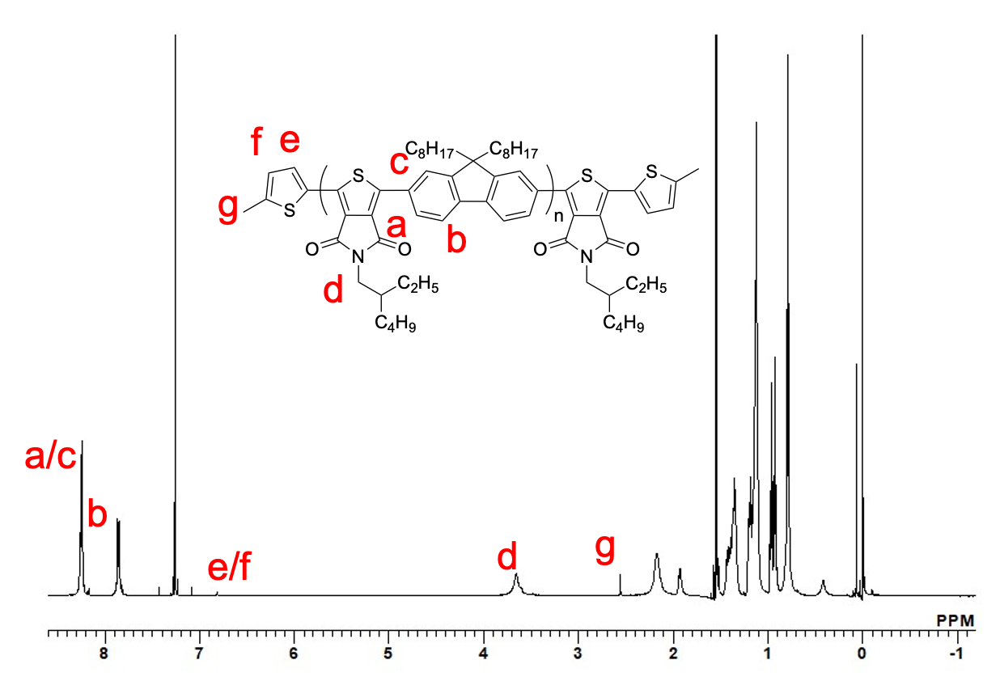 f e
C8H17 C8H17
c
S S
g
S S
n
a
b
O O O O
N N
d
C2H5 C2H5
C4H9 C4H9
a/c
b
e/f
d
g
PPM
8 7 6 5 4 3 2 1 0 -1